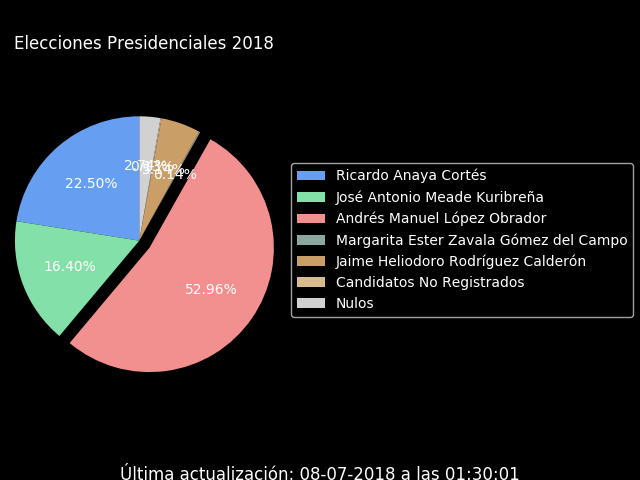 Elecciones Presidenciales 2018
22.50%
16.40%
52.96%
Ricardo Anaya Cortés
José Antonio Meade Kuribreña
Andrés Manuel López Obrador
Margarita Ester Zavala Gómez del Campo
Jaime Heliodoro Rodríguez Calderón
Candidatos No Registrados
Nulos
Última actualización: 08-07-2018 a las 01:30:01